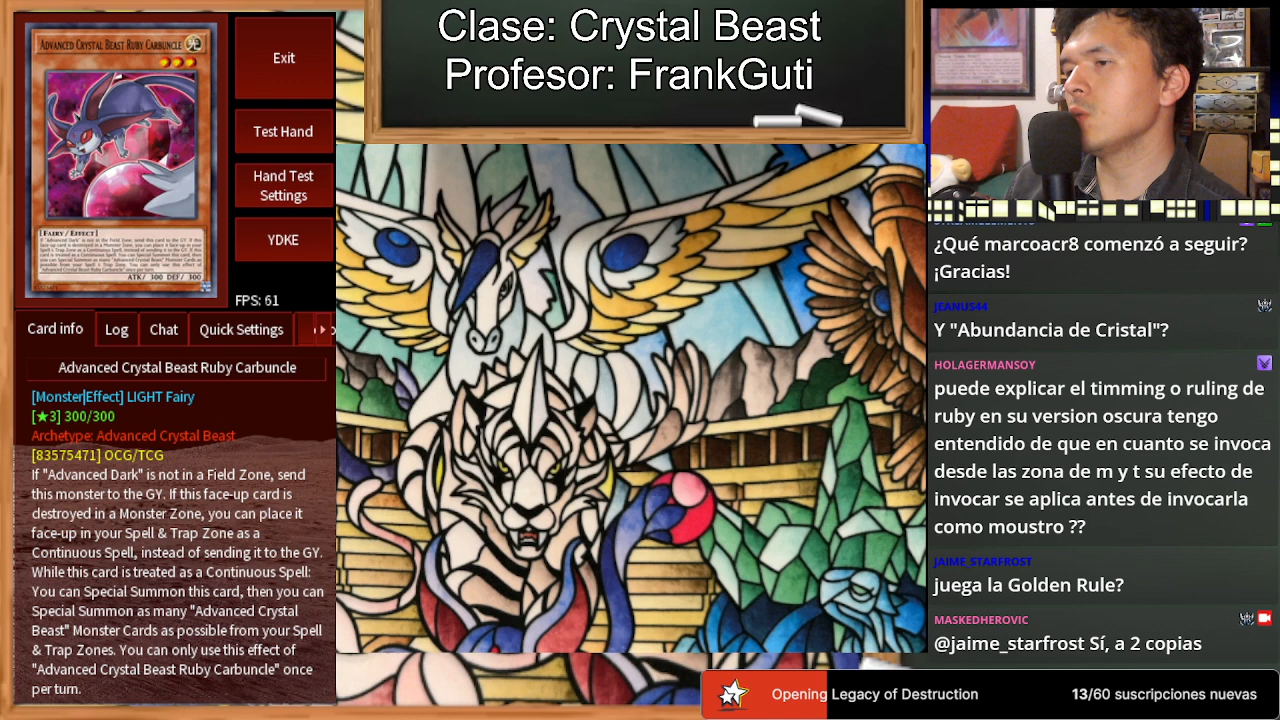 Clase: Crystal Beast
Profesor: FrankGuti
ADVANCED CRYSTAL BEAST RUBY CARBUNCLE
[FAIRY / EFFECT]
ATK/ 300 DEF/ 300
Exit
Test Hand
Hand Test
Settings
YDKE
FPS: 61
Card info
Log
Chat
Quick Settings
Advanced Crystal Beast Ruby Carbuncle
[Monster|Effect] LIGHT Fairy
[★3] 300/300
Archetype: Advanced Crystal Beast
[83575471] OCG/TCG
If "Advanced Dark" is not in a Field Zone, send
this monster to the GY. If this face-up card is
destroyed in a Monster Zone, you can place it
face-up in your Spell & Trap Zone as a
Continuous Spell, instead of sending it to the GY.
While this card is treated as a Continuous Spell:
You can Special Summon this card, then you can
Special Summon as many "Advanced Crystal
Beast" Monster Cards as possible from your Spell
& Trap Zones. You can only use this effect of
"Advanced Crystal Beast Ruby Carbuncle" once
per turn.
¿Qué marcoacr8 comenzó a seguir?
¡Gracias!
JEANUS44
Y "Abundancia de Cristal"?
HOLAGERMANSOY
puede explicar el timming o ruling de
ruby en su version oscura tengo
entendido de que en cuanto se invoca
desde las zona de m y t su efecto de
invocar se aplica antes de invocarla
como moustro ??
JAIME_STARFROST
juega la Golden Rule?
MASKEDHEROVIC
@jaime_starfrost Sí, a 2 copias
Opening Legacy of Destruction
13/60 suscripciones nuevas